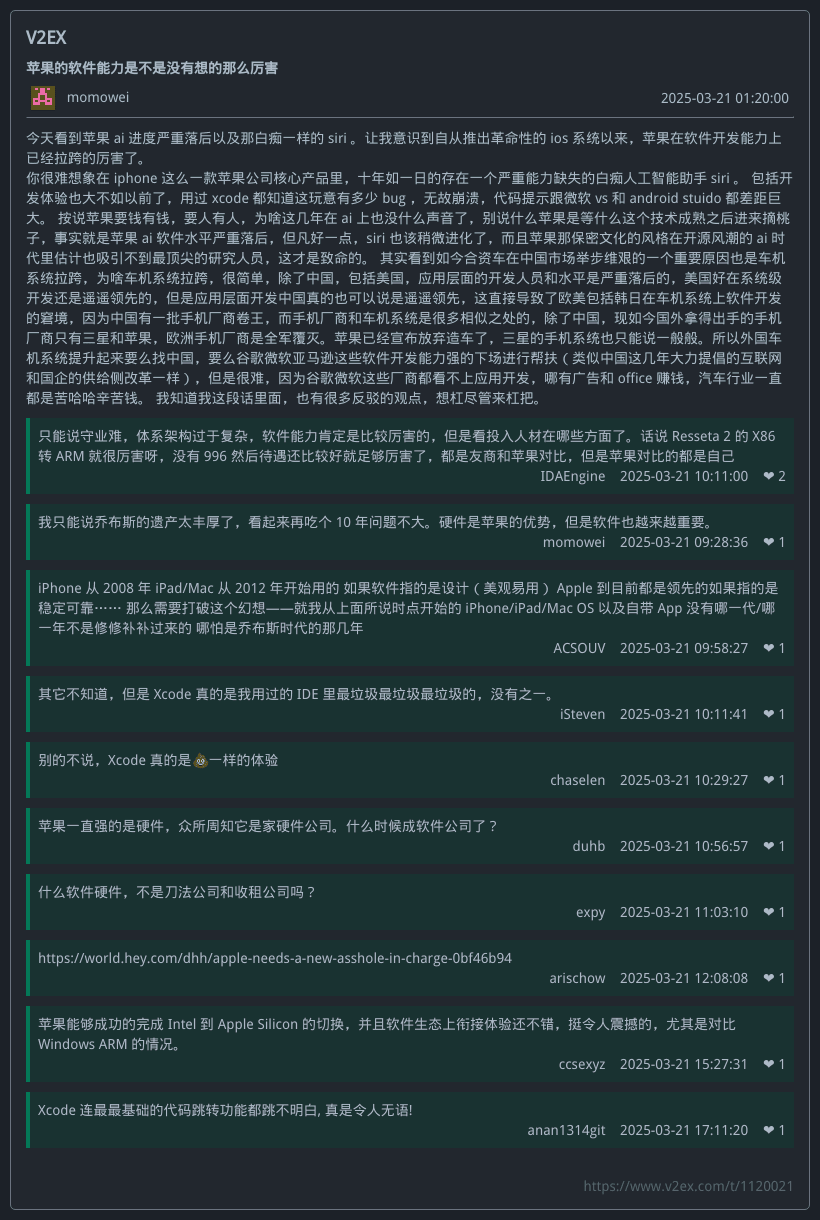 V2EX
苹果的软件能力是不是没有想的那么厉害
momowei 2025-03-21 01:20:00
今天看到苹果 ai 进度严重落后以及那白痴一样的 siri 。让我意识到自从推出革命性的 ios 系统以来，苹果在软件开发能力上
已经拉跨的厉害了。
你很难想象在 iphone 这么一款苹果公司核心产品里，十年如一日的存在一个严重能力缺失的白痴人工智能助手 siri 。 包括开
发体验也大不如以前了，用过 xcode 都知道这玩意有多少 bug ，无故崩溃，代码提示跟微软 vs 和 android stuido 都差距巨
大。 按说苹果要钱有钱，要人有人，为啥这几年在 ai 上也没什么声音了，别说什么苹果是等什么这个技术成熟之后进来摘桃
子，事实就是苹果 ai 软件水平严重落后，但凡好一点，siri 也该稍微进化了，而且苹果那保密文化的风格在开源风潮的 ai 时
代里估计也吸引不到最顶尖的研究人员，这才是致命的。 其实看到如今合资车在中国市场举步维艰的一个重要原因也是车机
系统拉跨，为啥车机系统拉跨，很简单，除了中国，包括美国，应用层面的开发人员和水平是严重落后的，美国好在系统级
开发还是遥遥领先的，但是应用层面开发中国真的也可以说是遥遥领先，这直接导致了欧美包括韩日在车机系统上软件开发
的窘境，因为中国有一批手机厂商卷王，而手机厂商和车机系统是很多相似之处的，除了中国，现如今国外拿得出手的手机
厂商只有三星和苹果，欧洲手机厂商是全军覆灭。苹果已经宣布放弃造车了，三星的手机系统也只能说一般般。所以外国车
机系统提升起来要么找中国，要么谷歌微软亚马逊这些软件开发能力强的下场进行帮扶（类似中国这几年大力提倡的互联网
和国企的供给侧改革一样），但是很难，因为谷歌微软这些厂商都看不上应用开发，哪有广告和 office 赚钱，汽车行业一直
都是苦哈哈辛苦钱。 我知道我这段话里面，也有很多反驳的观点，想杠尽管来杠把。
只能说守业难，体系架构过于复杂，软件能力肯定是比较厉害的，但是看投入人材在哪些方面了。话说 Resseta 2 的 X86
转 ARM 就很厉害呀，没有 996 然后待遇还比较好就足够厉害了，都是友商和苹果对比，但是苹果对比的都是自己
IDAEngine 2025-03-21 10:11:00 ❤ 2
我只能说乔布斯的遗产太丰厚了，看起来再吃个 10 年问题不大。硬件是苹果的优势，但是软件也越来越重要。
momowei 2025-03-21 09:28:36 ❤ 1
iPhone 从 2008 年 iPad/Mac 从 2012 年开始用的 如果软件指的是设计（美观易用） Apple 到目前都是领先的如果指的是
稳定可靠…… 那么需要打破这个幻想——就我从上面所说时点开始的 iPhone/iPad/Mac OS 以及自带 App 没有哪一代/哪
一年不是修修补补过来的 哪怕是乔布斯时代的那几年
ACSOUV 2025-03-21 09:58:27 ❤ 1
其它不知道，但是 Xcode 真的是我用过的 IDE 里最垃圾最垃圾最垃圾的，没有之一。
iSteven 2025-03-21 10:11:41 ❤ 1
别的不说，Xcode 真的是💩一样的体验
chaselen 2025-03-21 10:29:27 ❤ 1
苹果一直强的是硬件，众所周知它是家硬件公司。什么时候成软件公司了？
duhb 2025-03-21 10:56:57 ❤ 1
什么软件硬件，不是刀法公司和收租公司吗？
expy 2025-03-21 11:03:10 ❤ 1
https://world.hey.com/dhh/apple-needs-a-new-asshole-in-charge-0bf46b94
arischow 2025-03-21 12:08:08 ❤ 1
苹果能够成功的完成 Intel 到 Apple Silicon 的切换，并且软件生态上衔接体验还不错，挺令人震撼的，尤其是对比
Windows ARM 的情况。
ccsexyz 2025-03-21 15:27:31 ❤ 1
Xcode 连最最基础的代码跳转功能都跳不明白, 真是令人无语!
anan1314git 2025-03-21 17:11:20 ❤ 1
https://www.v2ex.com/t/1120021